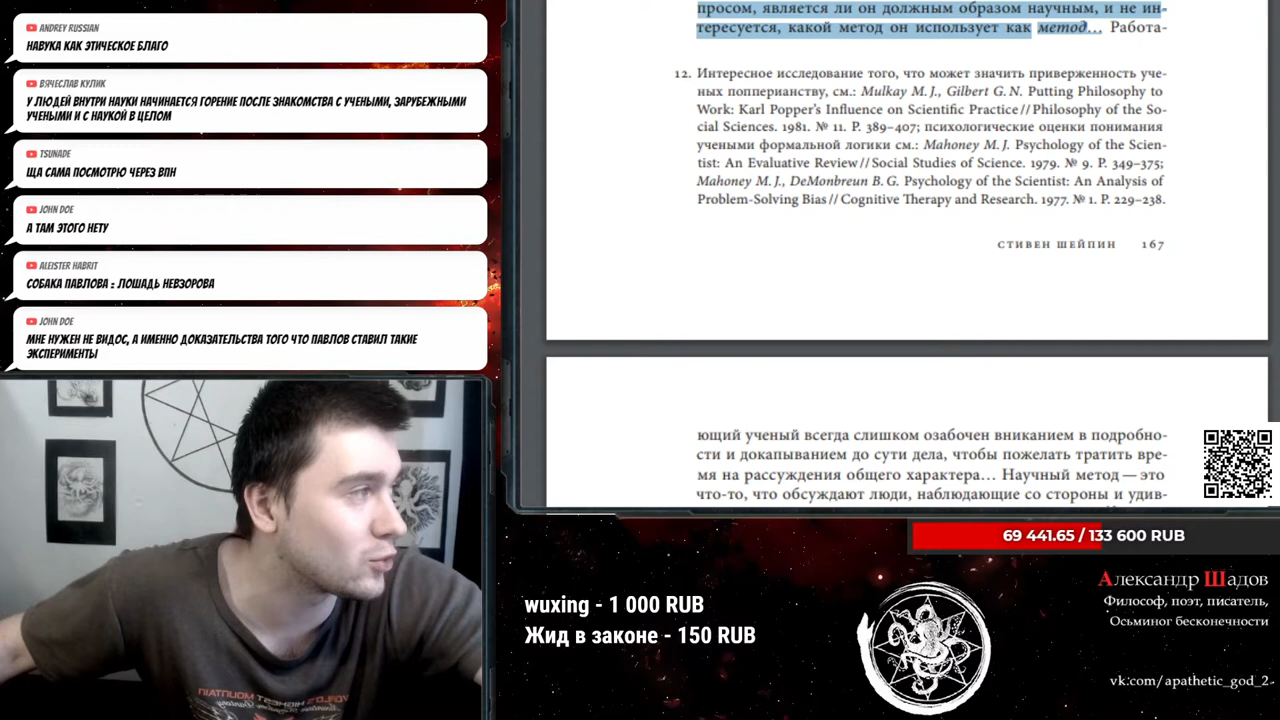 ANDREY RUSSIAN
НАВУКА КАК ЭТИЧЕСКОЕ БЛАГО
ВЯЧЕСЛАВ КУЛИК
У ЛЮДЕЙ ВНУТРИ НАУКИ НАЧИНАЕТСЯ ГОРЕНИЕ ПОСЛЕ ЗНАКОМСТВА С УЧЕНЫМИ, ЗАРУБЕЖНЫМИ
УЧЕНЫМИ И С НАУКОЙ В ЦЕЛОМ
TSUNADE
ЩА САМА ПОСМОТРЮ ЧЕРЕЗ ВПН
JOHN DOE
А ТАМ ЭТОГО НЕТУ
ALEISTER HABRIT
СОБАКА ПАВЛОВА = ЛОШАДЬ НЕВЗОРОВА
JOHN DOE
МНЕ НУЖЕН НЕ ВИДОС, А ИМЕННО ДОКАЗАТЕЛЬСТВА ТОГО ЧТО ПАВЛОВ СТАВИЛ ТАКИЕ
ЭКСПЕРИМЕНТЫ
просом, является ли он должным образом научным, и не ин-
тересуется, какой метод он использует как метод... Работа-
12. Интересное исследование того, что может значить приверженность уче-
ных попперианству, см.: Mulkay M. J., Gilbert G. N. Putting Philosophy to
Work: Karl Popper's Influence on Scientific Practice // Philosophy of the So-
cial Sciences. 1981. № 11. P. 389–407; психологические оценки понимания
учеными формальной логики см.: Mahoney M. J. Psychology of the Scien-
tist: An Evaluative Review // Social Studies of Science. 1979. № 9. P. 349–375;
Mahoney M. J., DeMonbreun B. G. Psychology of the Scientist: An Analysis of
Problem-Solving Bias // Cognitive Therapy and Research. 1977. № 1. P. 229–238.
СТИВЕН ШЕЙПИН 167
ющий ученый всегда слишком озабочен вниканием в подробно-
сти и докапыванием до сути дела, чтобы пожелать тратить вре-
мя на рассуждения общего характера... Научный метод — это
что-то, что обсуждают люди, наблюдающие со стороны и удив-
69 441.65 / 133 600 RUB
wuxing - 1 000 RUB
Жид в законе - 150 RUB
Александр Шадов
Философ, поэт, писатель,
Осьминог бесконечности
vk.com/apathetic_god_2